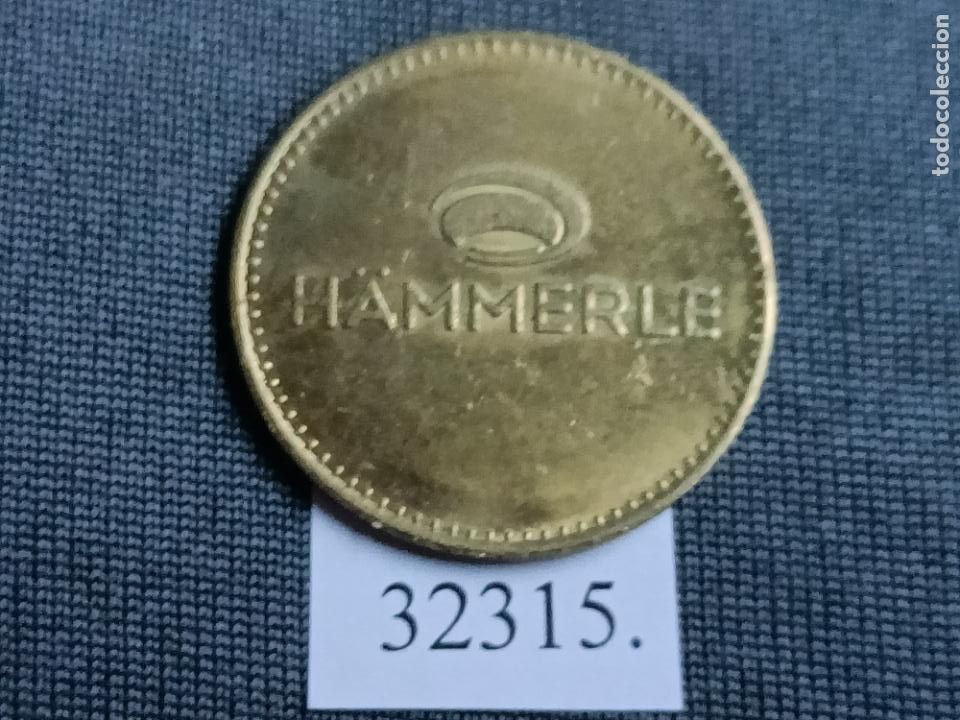 HÄMMERLE
32315.
todocoleccion